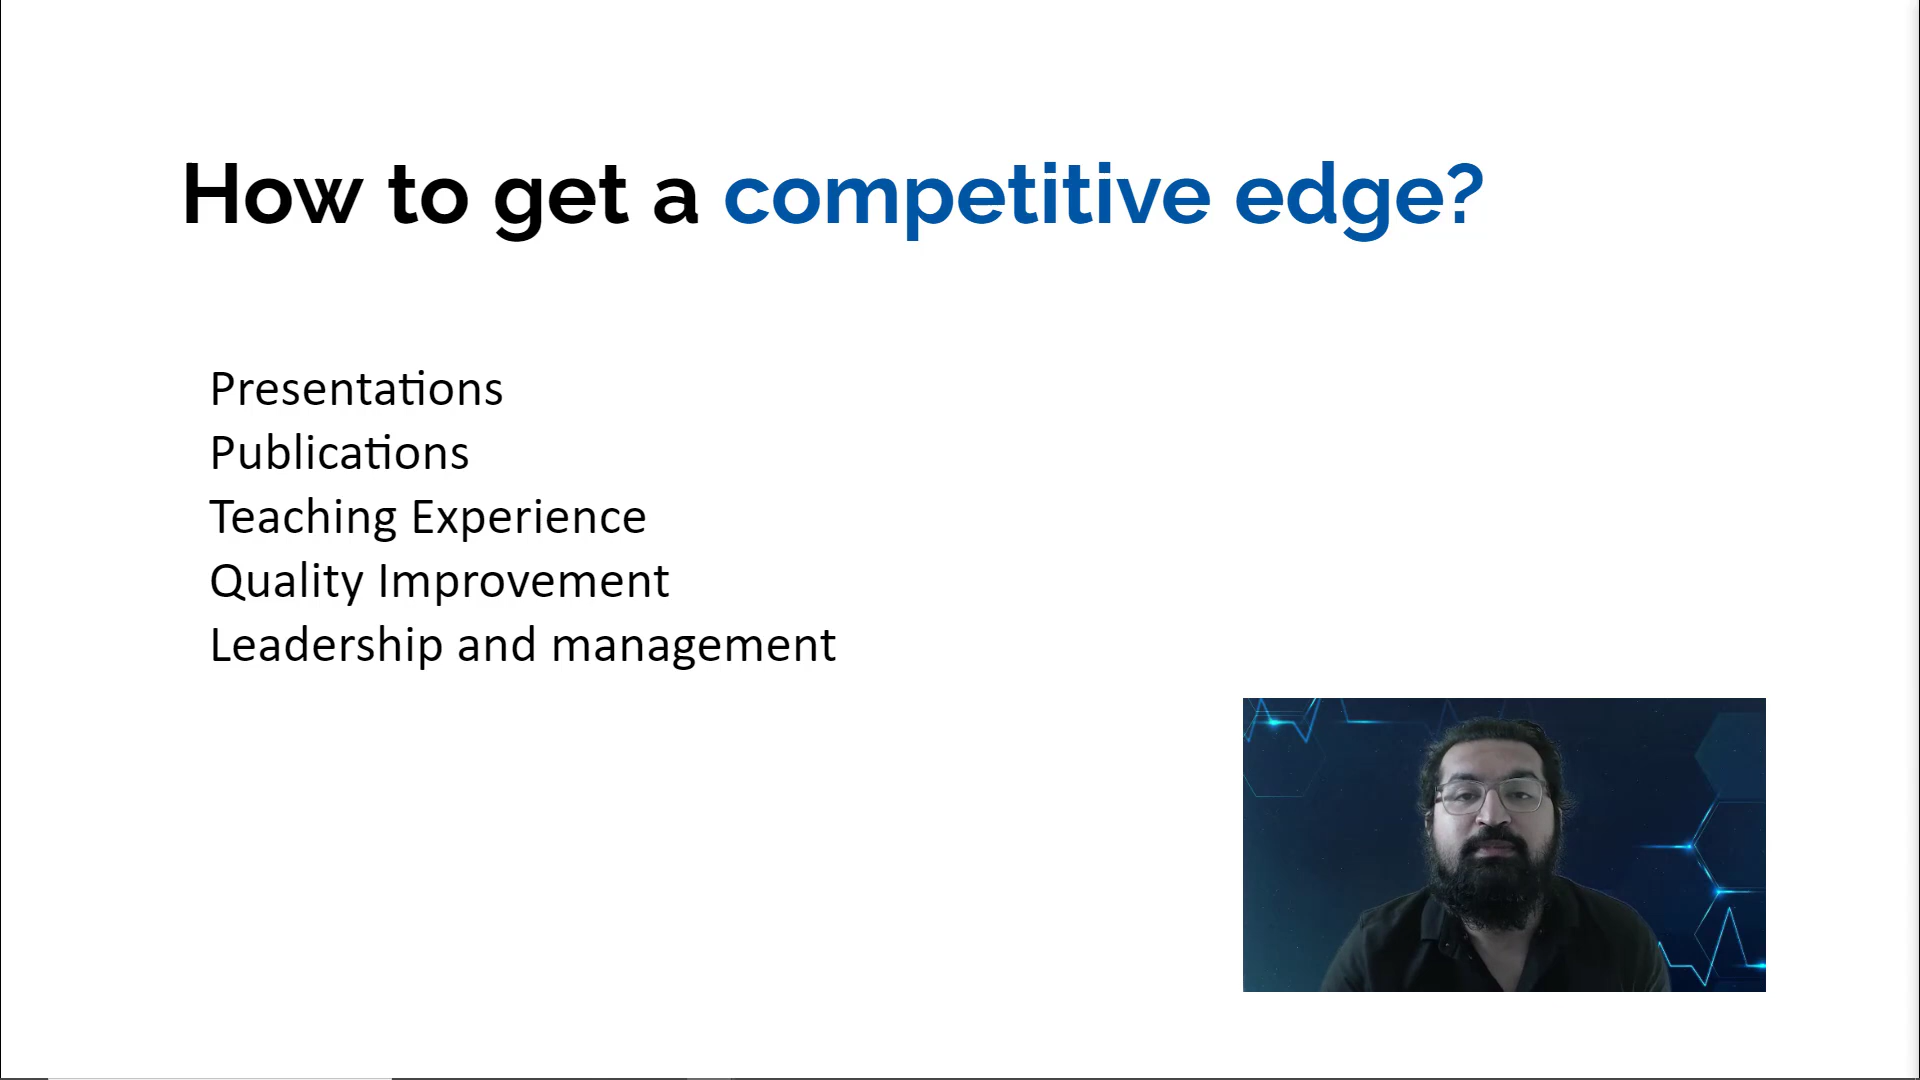 How to get a competitive edge?
Presentations
Publications
Teaching Experience
Quality Improvement
Leadership and management